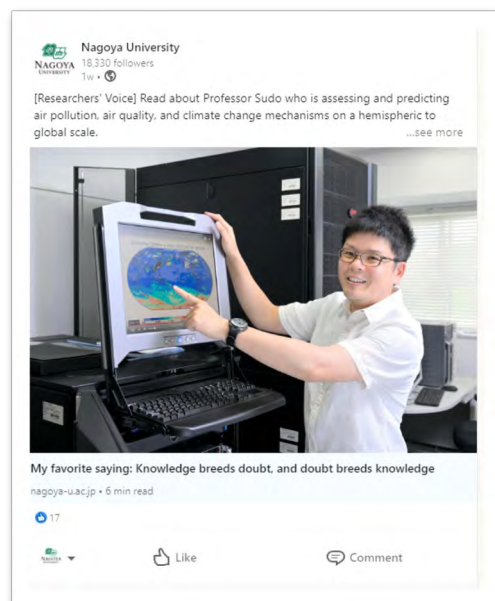 Nagoya University
NAGOYA
UNIVERSITY
18,330 followers
1w •
[Researchers' Voice] Read about Professor Sudo who is assessing and predicting
air pollution, air quality, and climate change mechanisms on a hemispheric to
global scale. ...see more
My favorite saying: Knowledge breeds doubt, and doubt breeds knowledge
nagoya-u.ac.jp • 6 min read
17
NAGOYA
Like
Comment